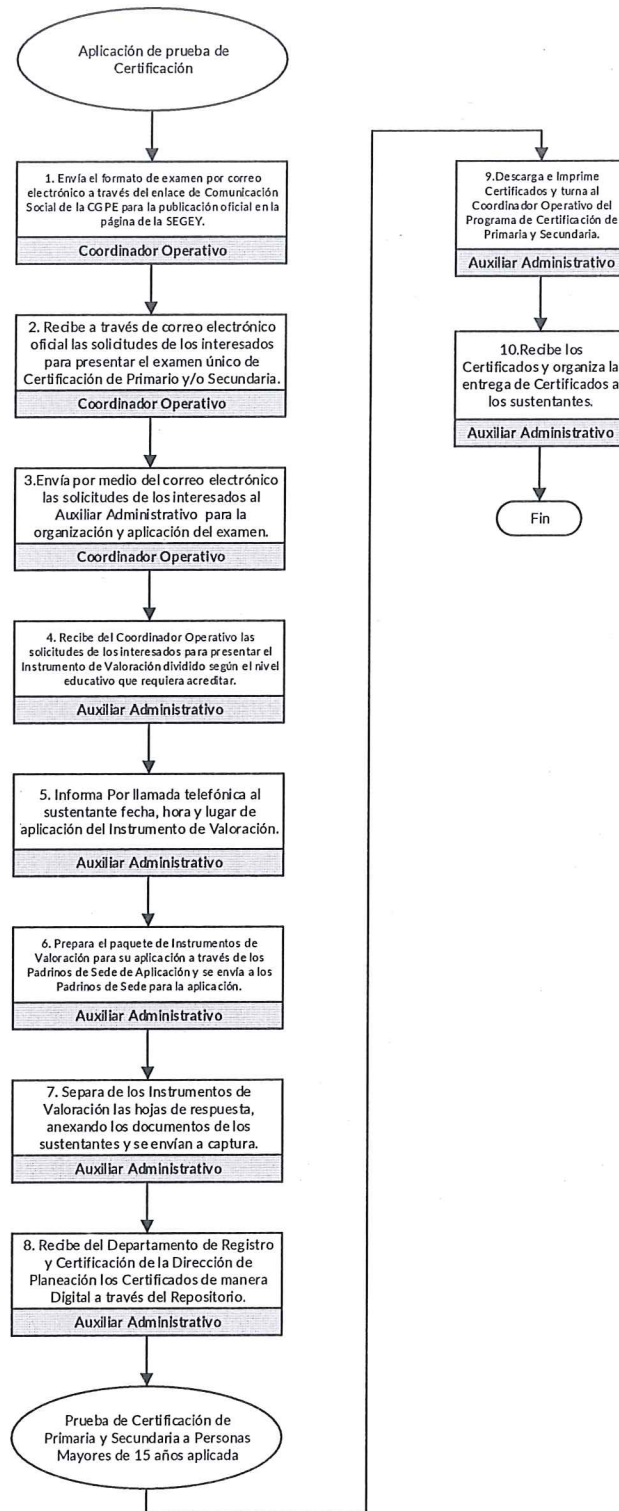 Aplicación de prueba de
Certificación
1. Envía el formato de examen por correo
electrónico a través del enlace de Comunicación
Social de la CGPE para la publicación oficial en la
página de la SEGEY.
Coordinador Operativo
2. Recibe a través de correo electrónico
oficial las solicitudes de los interesados
para presentar el examen único de
Certificación de Primario y/o Secundaria.
Coordinador Operativo
3.Envía por medio del correo electrónico
las solicitudes de los interesados al
Auxiliar Administrativo para la
organización y aplicación del examen.
Coordinador Operativo
4. Recibe del Coordinador Operativo las
solicitudes de los interesados para presentar el
Instrumento de Valoración dividido según el nivel
educativo que requiera acreditar.
Auxiliar Administrativo
5. Informa Por llamada telefónica al
sustentante fecha, hora y lugar de
aplicación del Instrumento de Valoración.
Auxiliar Administrativo
6. Prepara el paquete de Instrumentos de
Valoración para su aplicación a través de los
Padrinos de Sede de Aplicación y se envía a los
Padrinos de Sede para la aplicación.
Auxiliar Administrativo
7. Separa de los Instrumentos de
Valoración las hojas de respuesta,
anexando los documentos de los
sustentantes y se envían a captura.
Auxiliar Administrativo
8. Recibe del Departamento de Registro
y Certificación de la Dirección de
Planeación los Certificados de manera
Digital a través del Repositorio.
Auxiliar Administrativo
Prueba de Certificación de
Primaria y Secundaria a Personas
Mayores de 15 años aplicada
9.Descarga e Imprime
Certificados y turna al
Coordinador Operativo del
Programa de Certificación de
Primaria y Secundaria.
Auxiliar Administrativo
10.Recibe los
Certificados y organiza la
entrega de Certificados a
los sustentantes.
Auxiliar Administrativo
Fin